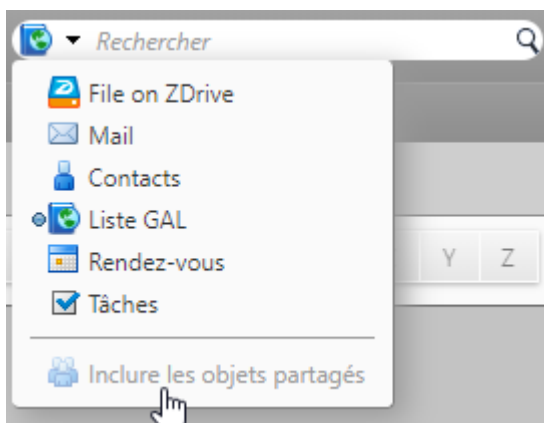 Rechercher
File on ZDrive
Mail
Contacts
Liste GAL
Rendez-vous
Tâches
Y Z
Inclure les objets partagés